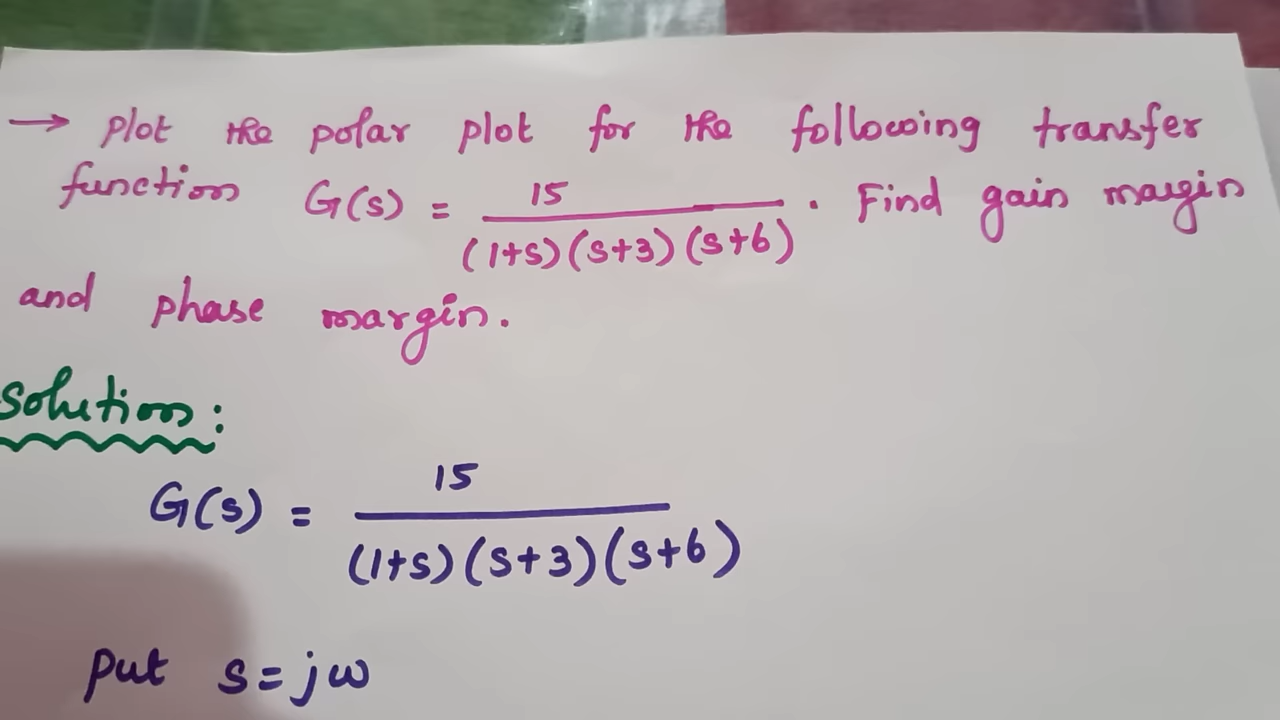 → Plot the polar plot for the following transfer
function G(s) = 15 / (1+s)(s+3)(s+6) . Find gain margin
and phase margin.
Solution:
G(s) = 15 / (1+s)(s+3)(s+6)
Put s=jω